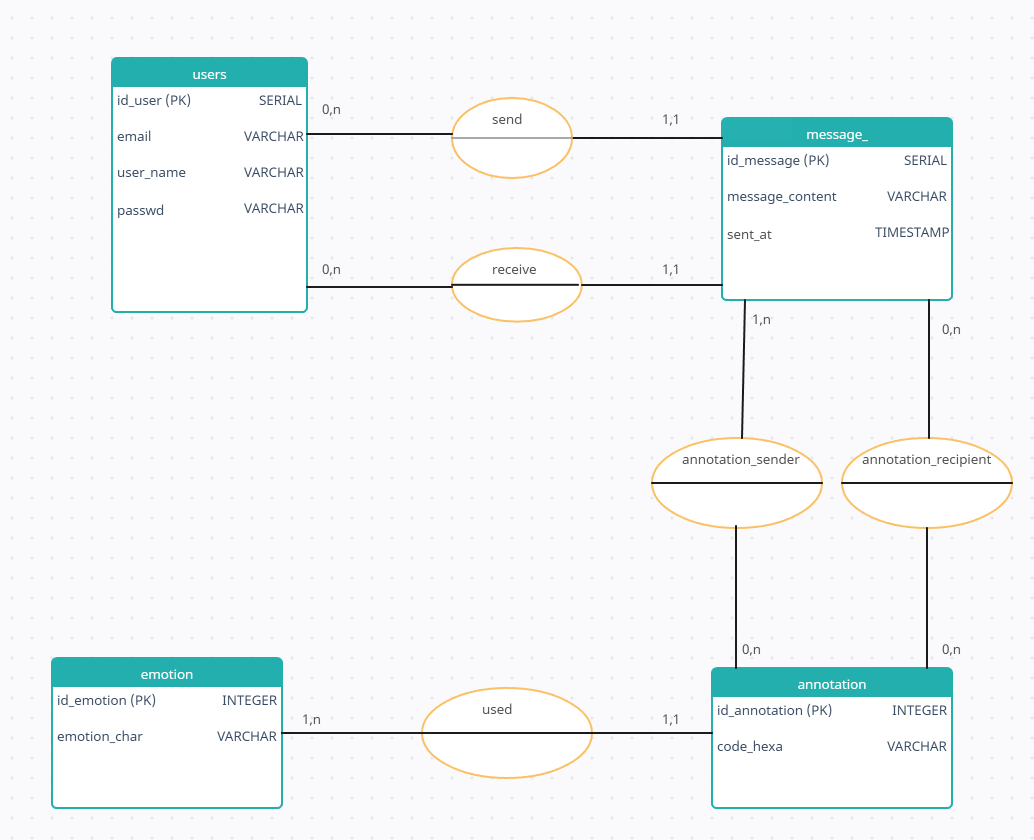 users
id_user (PK) SERIAL
email VARCHAR
user_name VARCHAR
passwd VARCHAR
0,n
send
1,1
0,n
receive
1,1
message_
id_message (PK) SERIAL
message_content VARCHAR
sent_at TIMESTAMP
1,n
0,n
annotation_sender
annotation_recipient
0,n
0,n
emotion
id_emotion (PK) INTEGER
emotion_char VARCHAR
1,n
used
1,1
annotation
id_annotation (PK) INTEGER
code_hexa VARCHAR